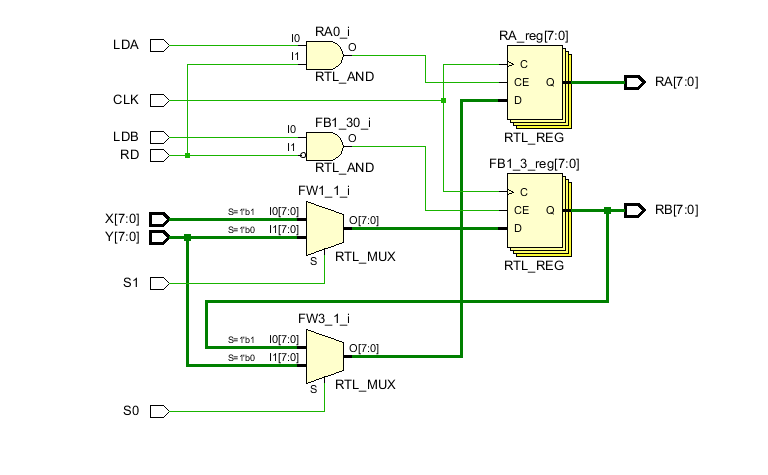 RA0_i
LDA
I0
I1
O
RTL_AND
RA_reg[7:0]
C
CE
D
Q
RA[7:0]
RTL_REG
CLK
FB1_30_i
LDB
RD
I0
I1
O
RTL_AND
FB1_3_reg[7:0]
C
CE
D
Q
RB[7:0]
RTL_REG
FW1_1_i
X[7:0]
Y[7:0]
S=1'b1
I0[7:0]
S=1'b0
I1[7:0]
O[7:0]
S
RTL_MUX
S1
FW3_1_i
S=1'b1
I0[7:0]
S=1'b0
I1[7:0]
O[7:0]
S
RTL_MUX
S0